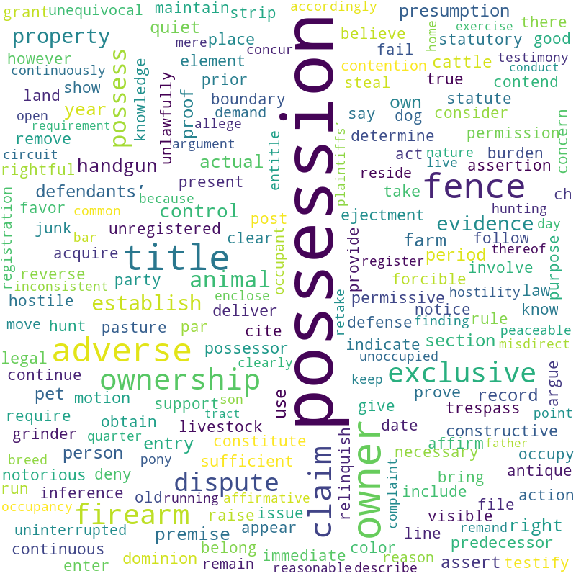 grant unequivocal maintain strip accordingly presumption
however quiet believe home exercise there
property element place concur statutory good
mere fail testimony
continuously possess knowledge unlawfully contention cattle conduct
show prior steal true contend concern
land year proof boundary own statute
open remove demand say dog consider
requirement allege entitle plaintiffs' determine permission
circuit argument act nature burden
rightful handgun actual reside live assertion
registration defendants' present possession take fence ch
favor control ejectment hunting
common unregistered post evidence day
junk because clear occupant provide farm follow purpose
bar title register period thereof
acquire retake forcible involve
reverse party animal permissive hostility law
inconsistent enclose notice know
hostile establish deliver defense finding rule peaceable
move hunt pasture par cite indicate section misdirect
legal adverse possessor unoccupied
continue clearly exclusive argue
pet motion support son use keep prove trespass
require ownership tract give record point
grinder obtain livestock claim relinquish owner date constructive
quarter entry constitute necessary affirm father occupy
breed person pony sufficient complaint bring antique
notorious deny dispute include
run inference old running affirmative file action
occupancy firearm raise issue visible remand right
uninterrupted premise appear line predecessor
continuous dominion belong immediate color reason
enter remain reasonable describe assert testify